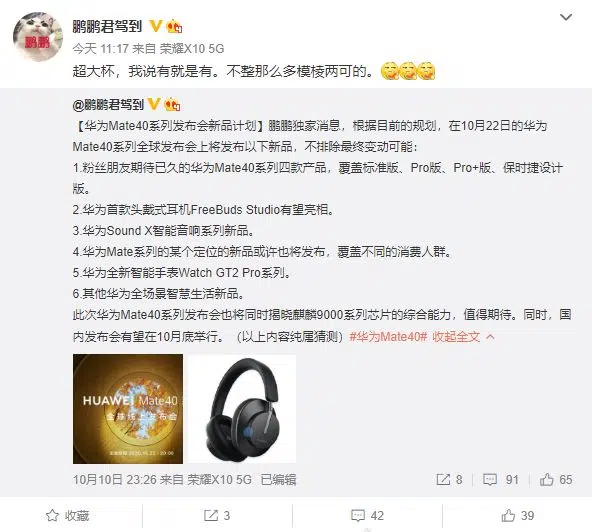 鹏鹏
鹏鹏君驾到
今天 11:17 来自 荣耀X10 5G
超大杯，我说有就是有。不整那么多模棱两可的。
@鹏鹏君驾到
【华为Mate40系列发布会新品计划】鹏鹏独家消息，根据目前的规划，在10月22日的华为
Mate40系列全球发布会上将发布以下新品，不排除最终变动可能：
1.粉丝朋友期待已久的华为Mate40系列四款产品，覆盖标准版、Pro版、Pro+版、保时捷设计
版。
2.华为首款头戴式耳机FreeBuds Studio有望亮相。
3.华为Sound X智能音响系列新品。
4.华为Mate系列的某个定位的新品或许也将发布，覆盖不同的消费人群。
5.华为全新智能手表Watch GT2 Pro系列。
6.其他华为全场景智慧生活新品。
此次华为Mate40系列发布会也将同时揭晓麒麟9000系列芯片的综合能力，值得期待。同时，国
内发布会有望在10月底举行。（以上内容纯属猜测）#华为Mate40# 收起全文
HUAWEI Mate40
全球线上发布会
10月10日 23:26 来自 荣耀X10 5G 已编辑
8 91 65
收藏 3 42 39